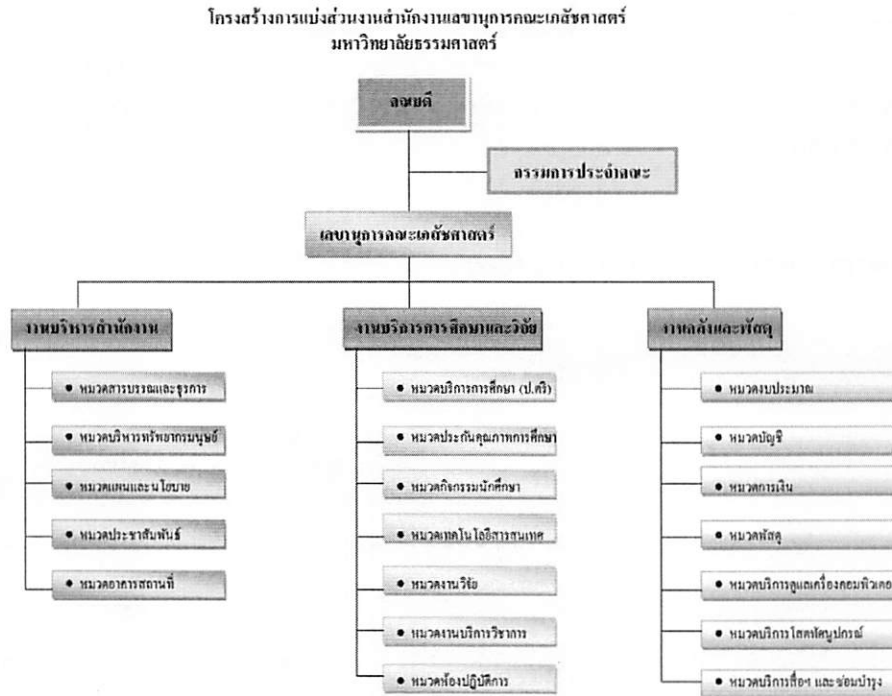 โครงสร้างการแบ่งส่วนงานสำนักงานเลขานุการคณะเภสัชศาสตร์
มหาวิทยาลัยธรรมศาสตร์
คณบดี
กรรมการประจำคณะ
เลขานุการคณะเภสัชศาสตร์
งานบริหารสำนักงาน
• หมวดสารบรรณและธุรการ
• หมวดบริหารทรัพยากรมนุษย์
• หมวดแผนและนโยบาย
• หมวดประชาสัมพันธ์
• หมวดอาคารสถานที่
งานบริการการศึกษาและวิจัย
• หมวดบริการการศึกษา (ป.ตรี)
• หมวดประกันคุณภาพการศึกษา
• หมวดกิจกรรมนักศึกษา
• หมวดเทคโนโลยีสารสนเทศ
• หมวดงานวิจัย
• หมวดงานบริการวิชาการ
• หมวดห้องปฏิบัติการ
งานคลังและพัสดุ
• หมวดงบประมาณ
• หมวดบัญชี
• หมวดการเงิน
• หมวดพัสดุ
• หมวดบริการดูแลเครื่องคอมพิวเตอ
• หมวดบริการโสตทัศนูปกรณ์
• หมวดบริการสื่อฯ และซ่อมบำรุง